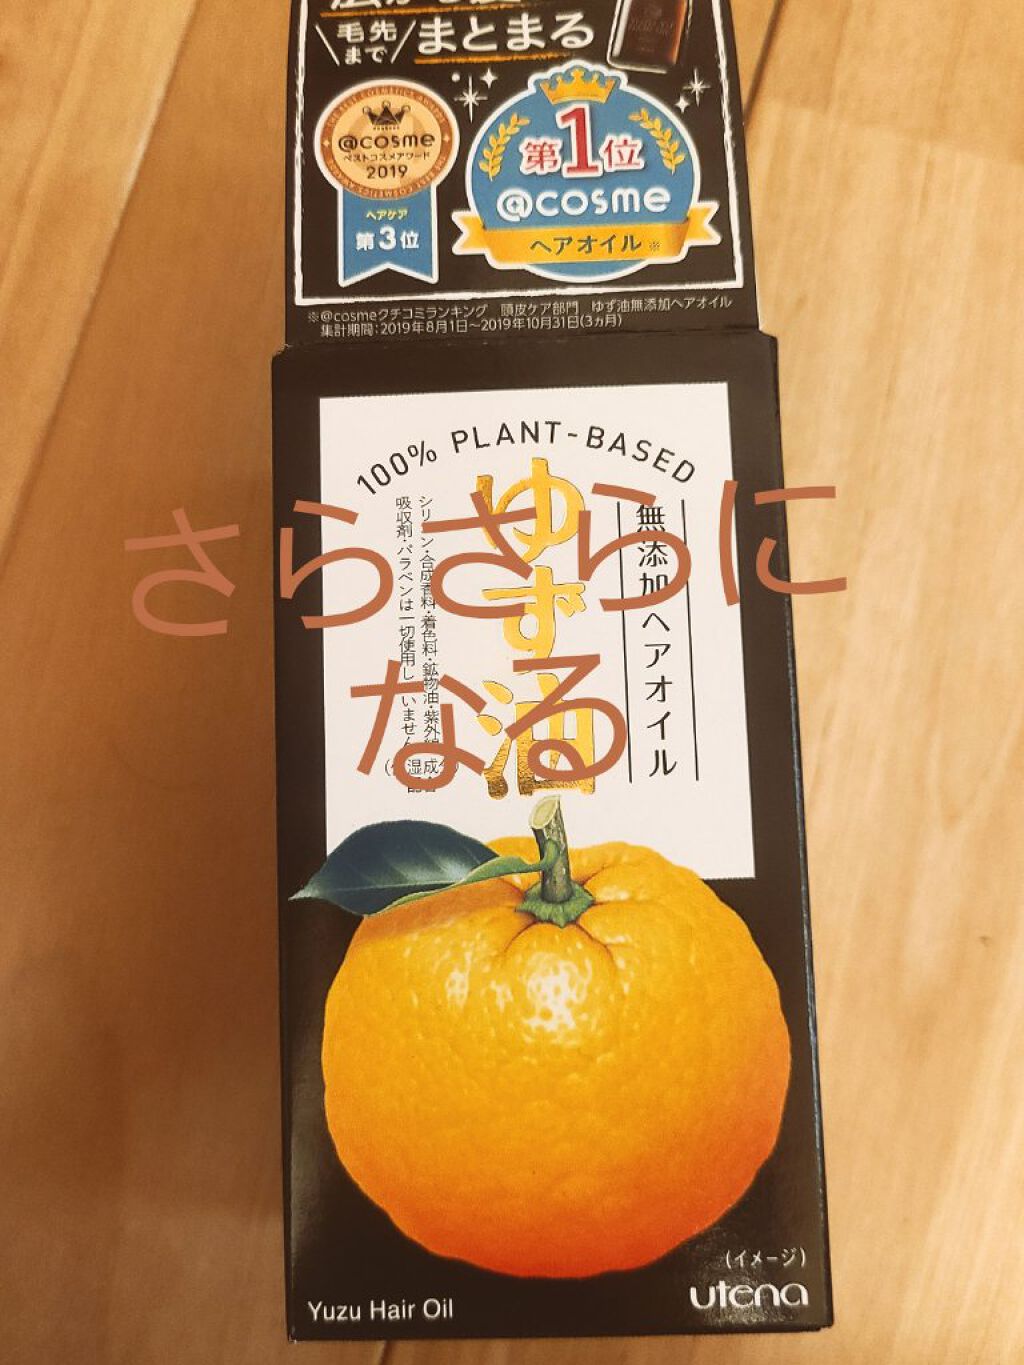 毛先
まで
まとまる
@cosme
ベストコスメアワード
2019
ヘアケア
第3位
第1位
@cosme
ヘアオイル※
※@cosmeクチコミランキング 頭皮ケア部門 ゆず油無添加ヘアオイル
集計期間:2019年8月1日~2019年10月31日(3ヵ月)
100% PLANT-BASED
無添加ヘアオイル
ゆず油
シリコン・合成香料・着色料・鉱物油・紫外線
吸収剤・パラベンは一切使用し
いません
さらさらに
なる
(イメージ)
utena
Yuzu Hair Oil